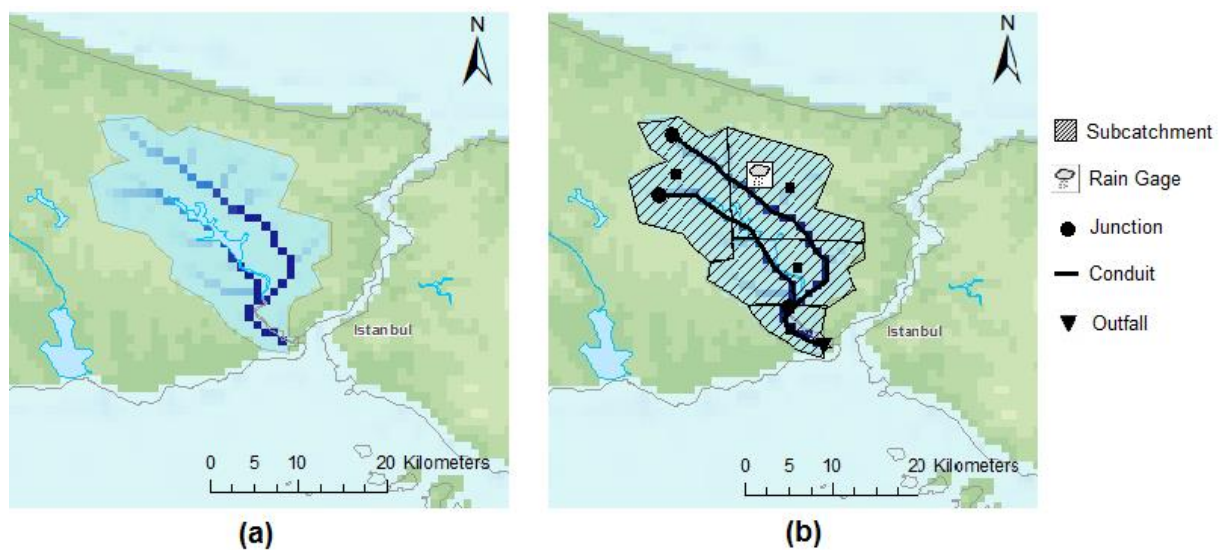 N
Istanbul
0 5 10 20 Kilometers
(a)
N
Istanbul
0 5 10 20 Kilometers
(b)
Subcatchment
Rain Gage
Junction
Conduit
Outfall